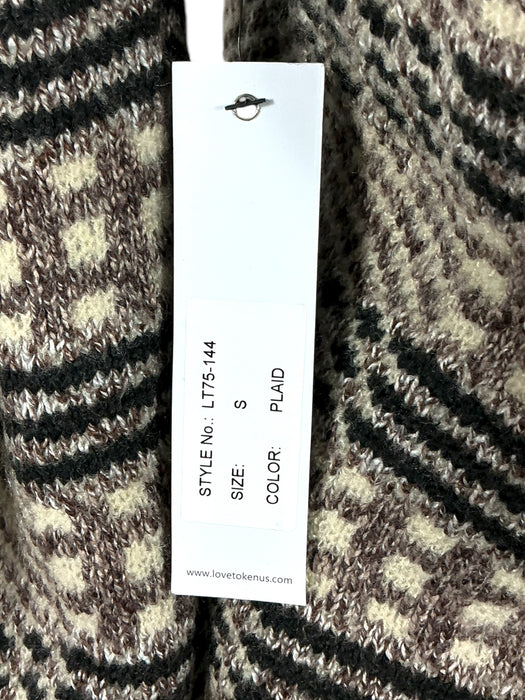 STYLE No.: LT75-144
SIZE: S
COLOR: PLAID
www.lovetokenus.com